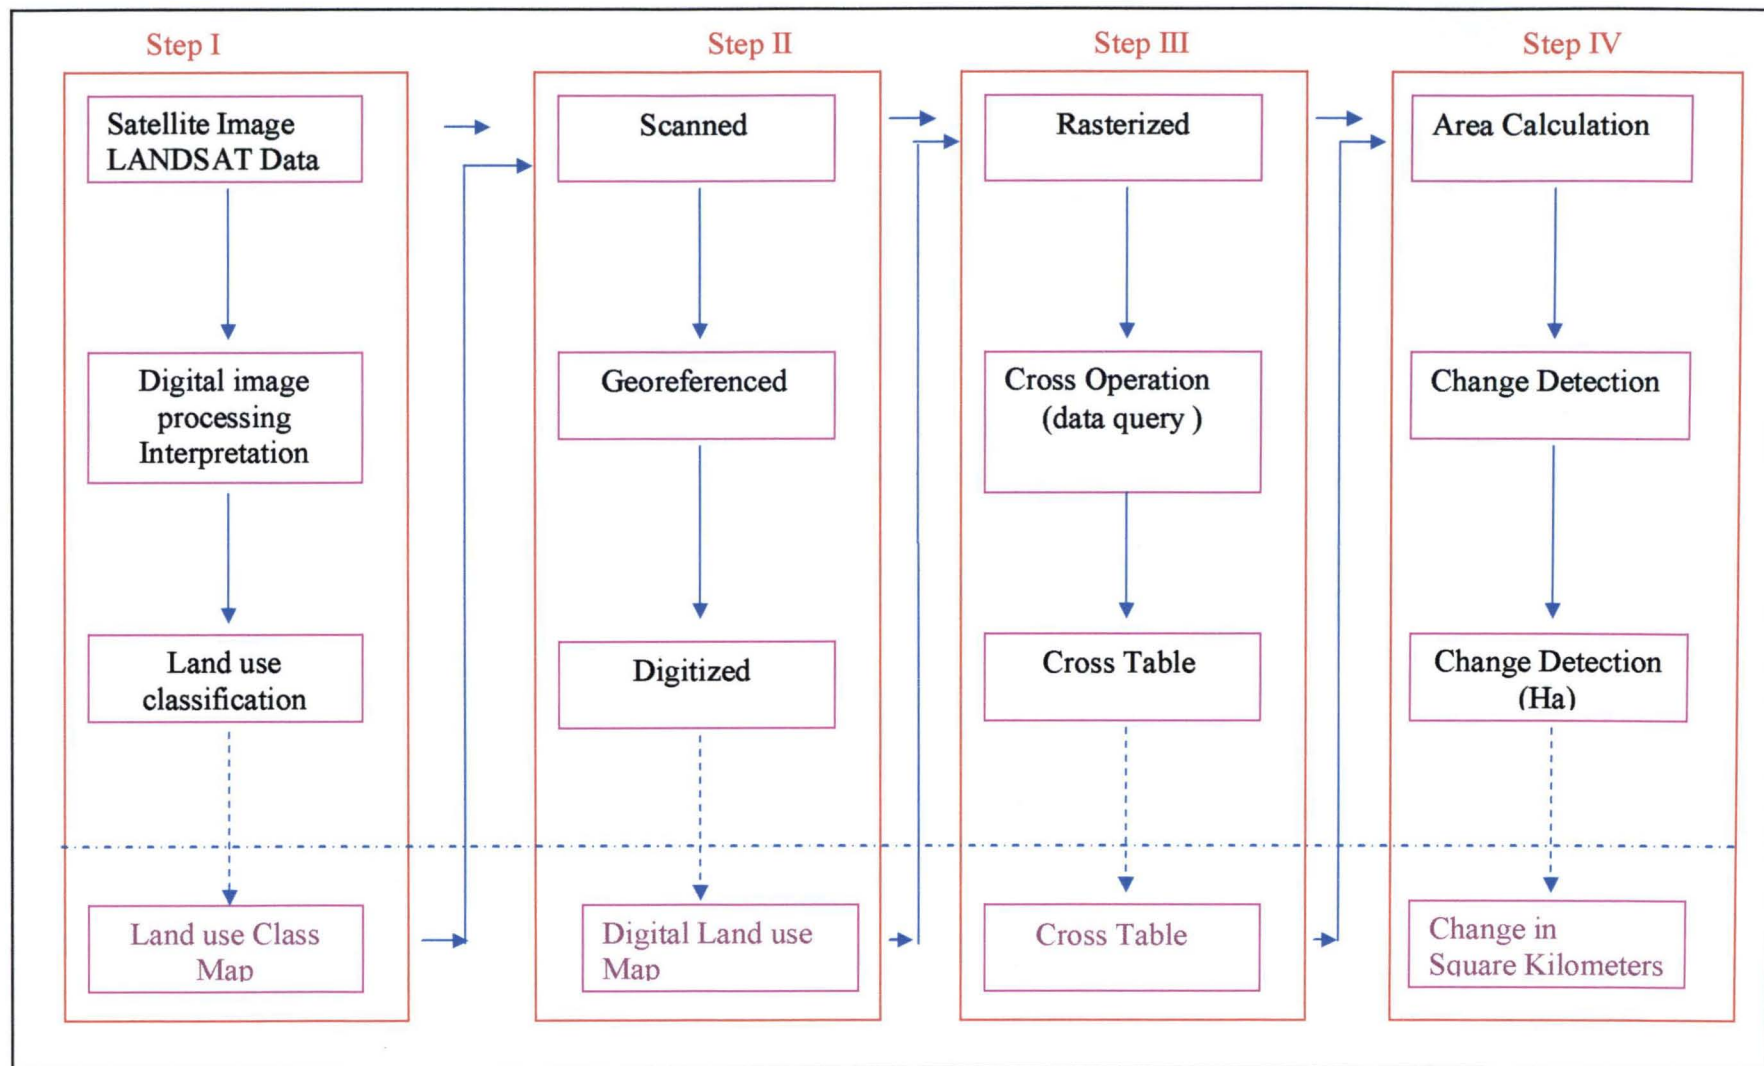 Step I
Satellite Image
LANDSAT Data
Digital image
processing
Interpretation
Land use
classification
Land use Class
Map
Step II
Scanned
Georeferenced
Digitized
Digital Land use
Map
Step III
Rasterized
Cross Operation
(data query )
Cross Table
Cross Table
Step IV
Area Calculation
Change Detection
Change Detection
(Ha)
Change in
Square Kilometers